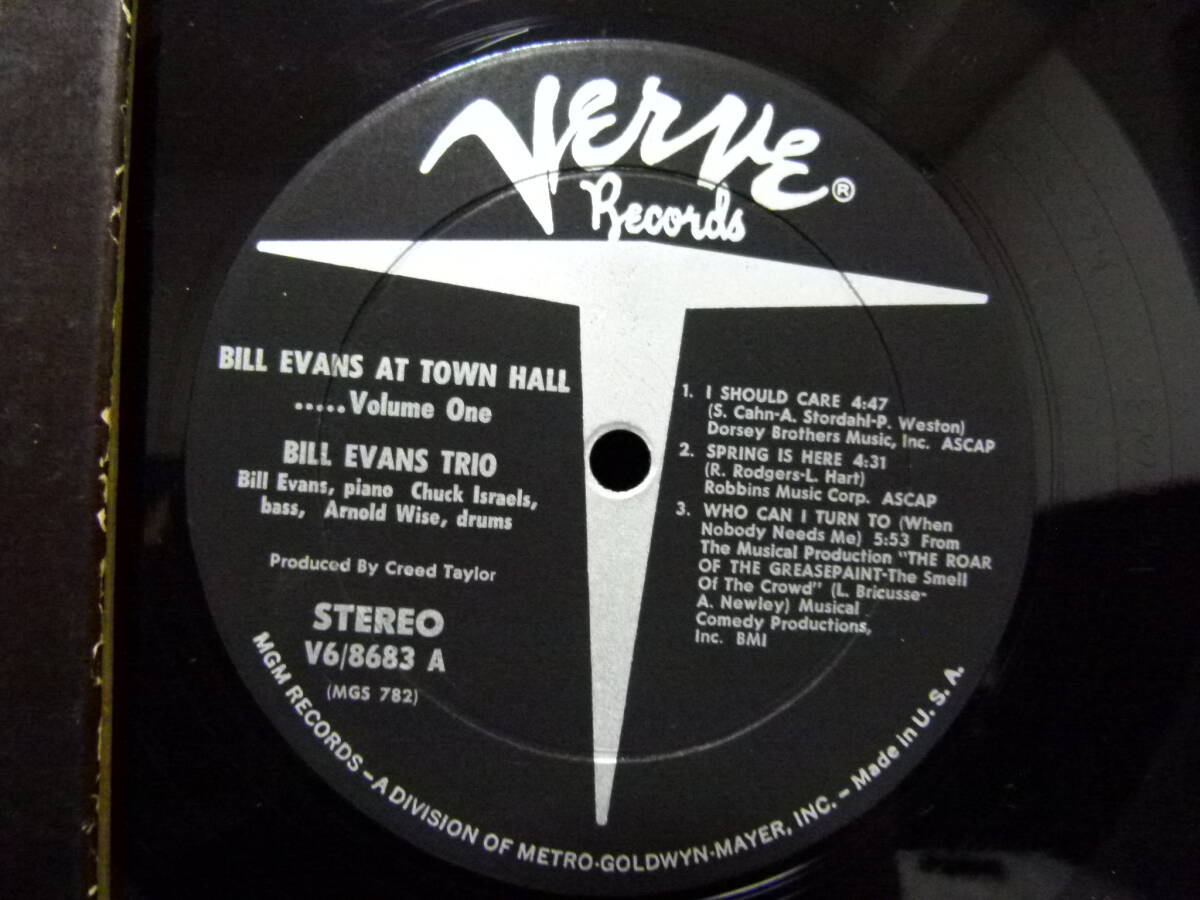 Verve ®
Records
BILL EVANS AT TOWN HALL
.....Volume One
BILL EVANS TRIO
Bill Evans, piano Chuck Israels,
bass, Arnold Wise, drums
Produced By Creed Taylor
STEREO
V6/8683 A
(MGS 782)
1. I SHOULD CARE 4:47
(S. Cahn-A. Stordahl-P. Weston)
Dorsey Brothers Music, Inc. ASCAP
2. SPRING IS HERE 4:31
(R. Rodgers-L. Hart)
Robbins Music Corp. ASCAP
3. WHO CAN I TURN TO (When
Nobody Needs Me) 5:53 From
The Musical Production "THE ROAR
OF THE GREASEPAINT-The Smell
Of The Crowd" (L. Bricusse-
A. Newley) Musical
Comedy Productions,
Inc. BMI
MGM RECORDS – A DIVISION OF METRO-GOLDWYN-MAYER, INC. – Made in U. S. A.